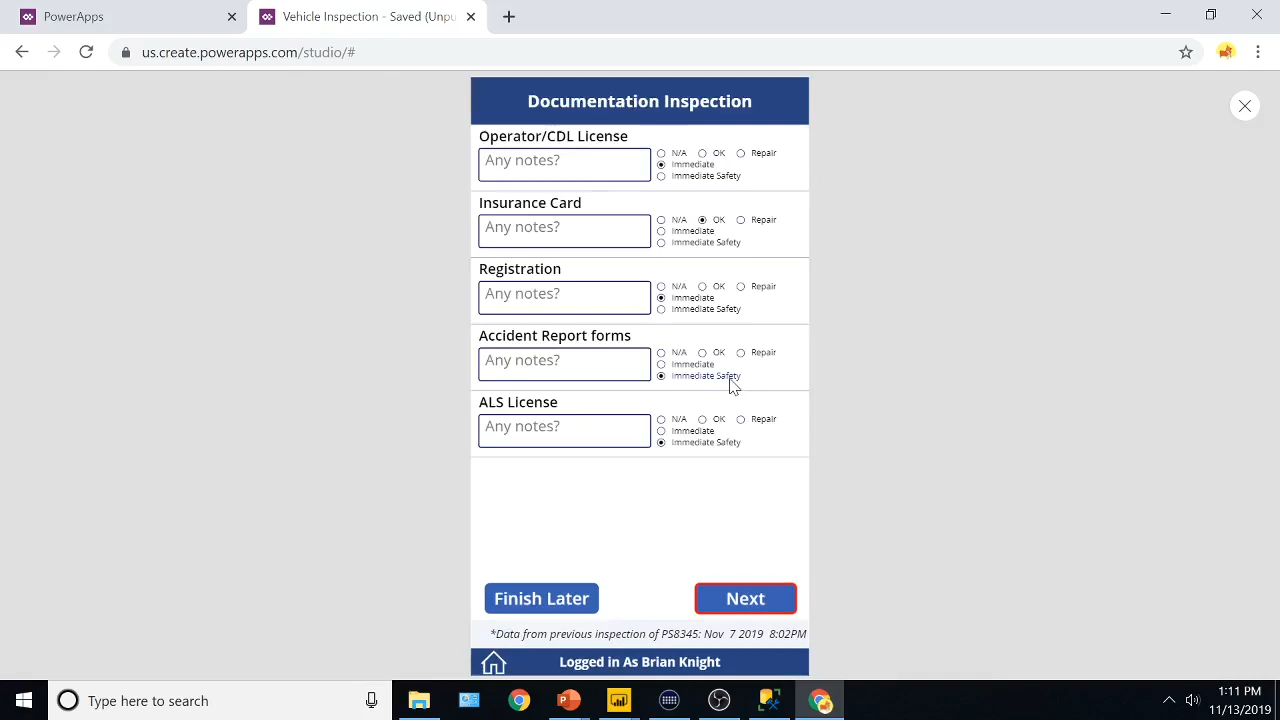 PowerApps
Vehicle Inspection - Saved (Unpu
us.create.powerapps.com/studio/#
Documentation Inspection
Operator/CDL License
Any notes?
N/A OK Repair
Immediate
Immediate Safety
Insurance Card
Any notes?
N/A OK Repair
Immediate
Immediate Safety
Registration
Any notes?
N/A OK Repair
Immediate
Immediate Safety
Accident Report forms
Any notes?
N/A OK Repair
Immediate
Immediate Safety
ALS License
Any notes?
N/A OK Repair
Immediate
Immediate Safety
Finish Later
Next
*Data from previous inspection of PS8345: Nov 7 2019 8:02PM
Logged in As Brian Knight
Type here to search
1:11 PM
11/13/2019